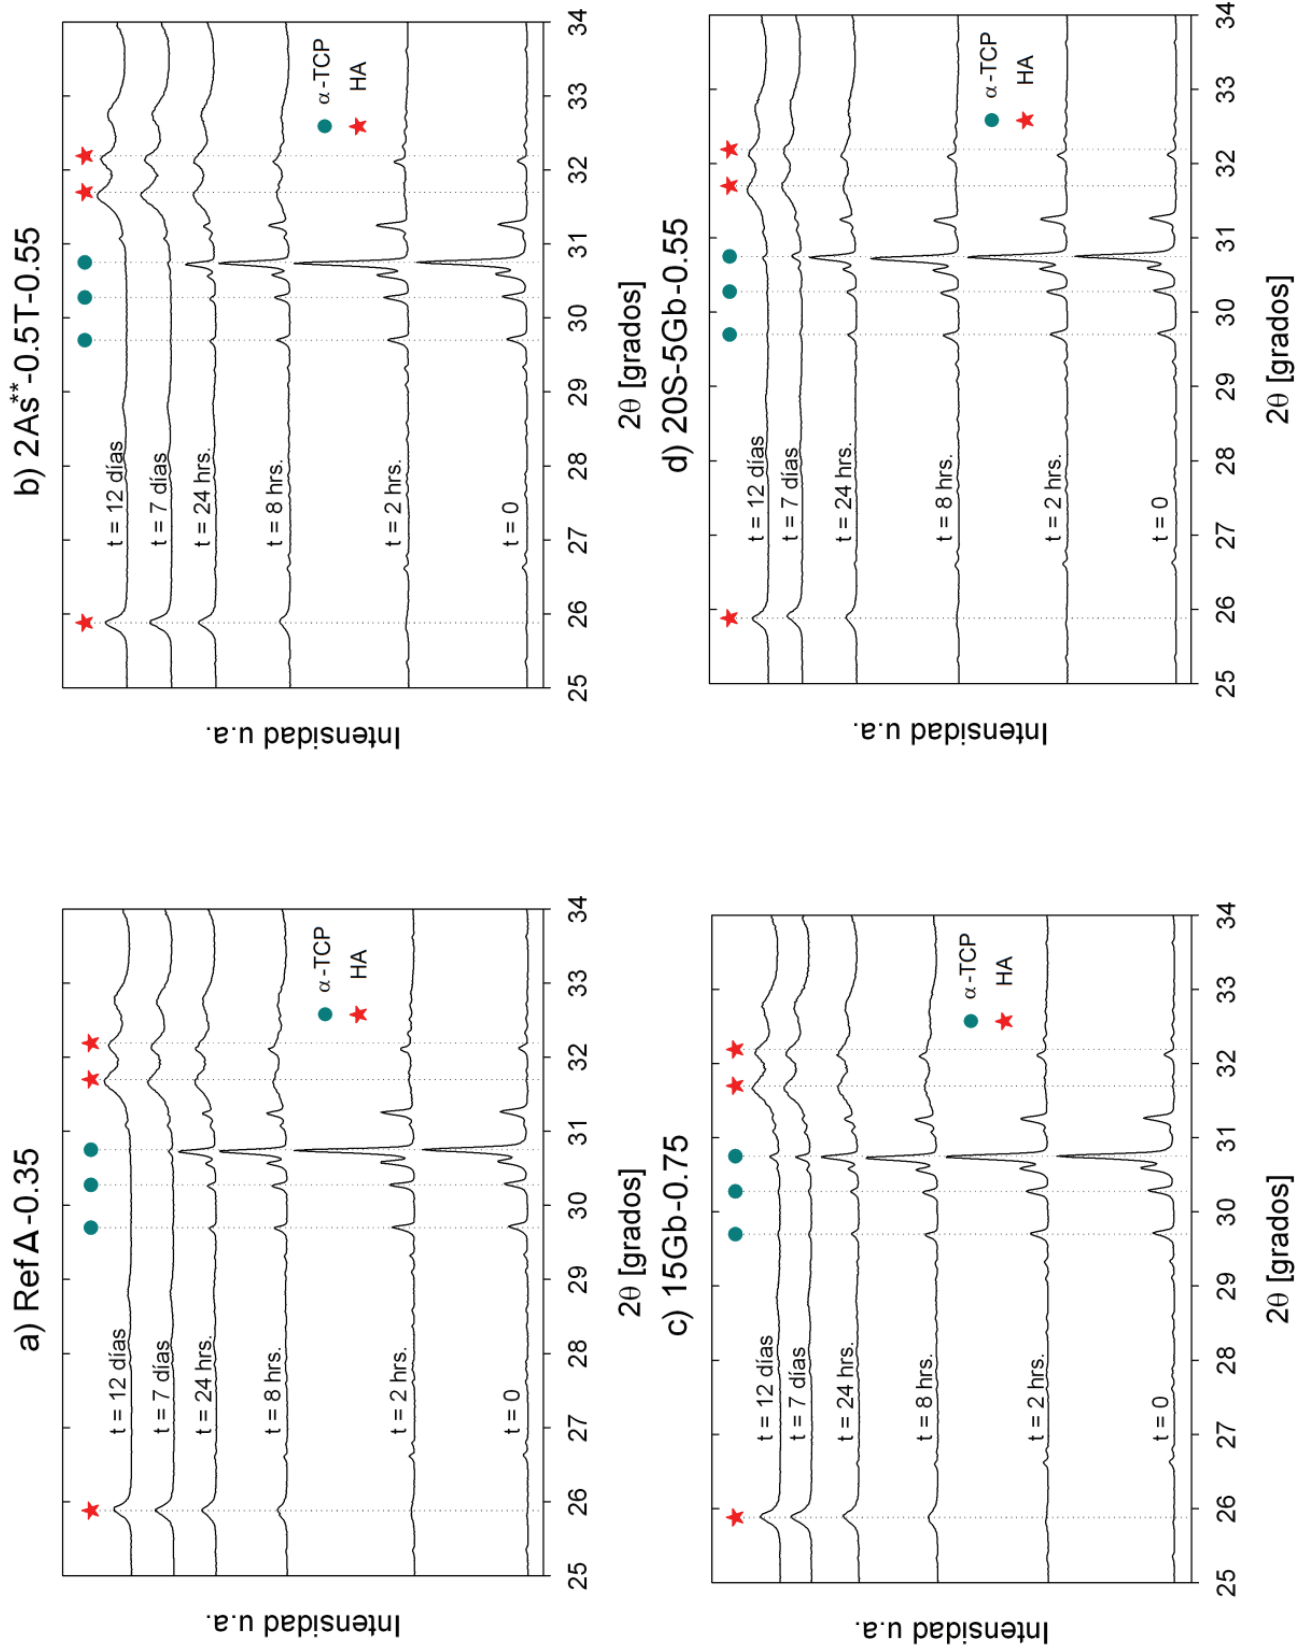 a) Ref A-0.35
Intensidad u.a.
t = 12 días
t = 7 días
t = 24 hrs.
t = 8 hrs.
t = 2 hrs.
t = 0
α-TCP
HA
25 26 27 28 29 30 31 32 33 34
2θ [grados]
b) 2As**-0.5T-0.55
Intensidad u.a.
t = 12 días
t = 7 días
t = 24 hrs.
t = 8 hrs.
t = 2 hrs.
t = 0
α-TCP
HA
25 26 27 28 29 30 31 32 33 34
2θ [grados]
c) 15Gb-0.75
Intensidad u.a.
t = 12 días
t = 7 días
t = 24 hrs.
t = 8 hrs.
t = 2 hrs.
t = 0
α-TCP
HA
25 26 27 28 29 30 31 32 33 34
2θ [grados]
d) 20S-5Gb-0.55
Intensidad u.a.
t = 12 días
t = 7 días
t = 24 hrs.
t = 8 hrs.
t = 2 hrs.
t = 0
α-TCP
HA
25 26 27 28 29 30 31 32 33 34
2θ [grados]